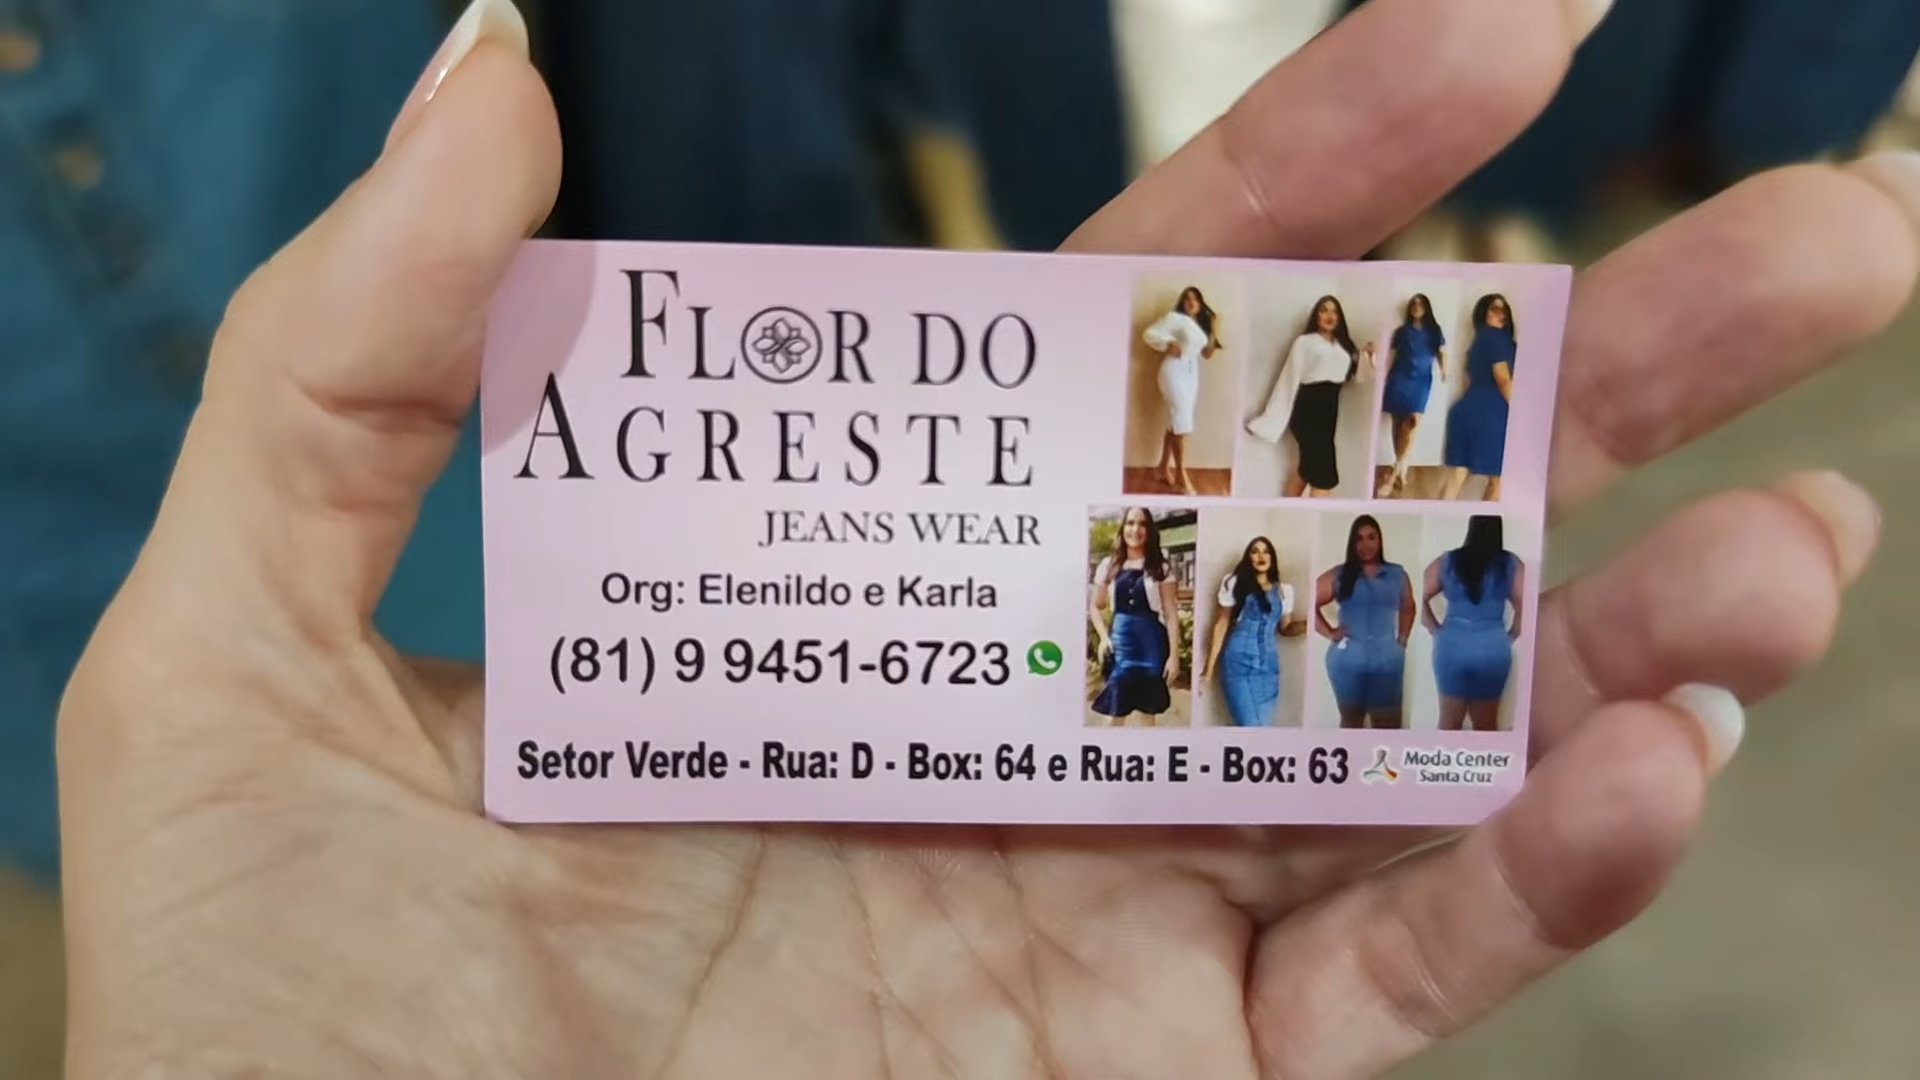 FLOR DO
AGRESTE
JEANS WEAR
Org: Elenildo e Karla
(81) 9 9451-6723
Setor Verde - Rua: D - Box: 64 e Rua: E - Box: 63
Moda Center
Santa Cruz